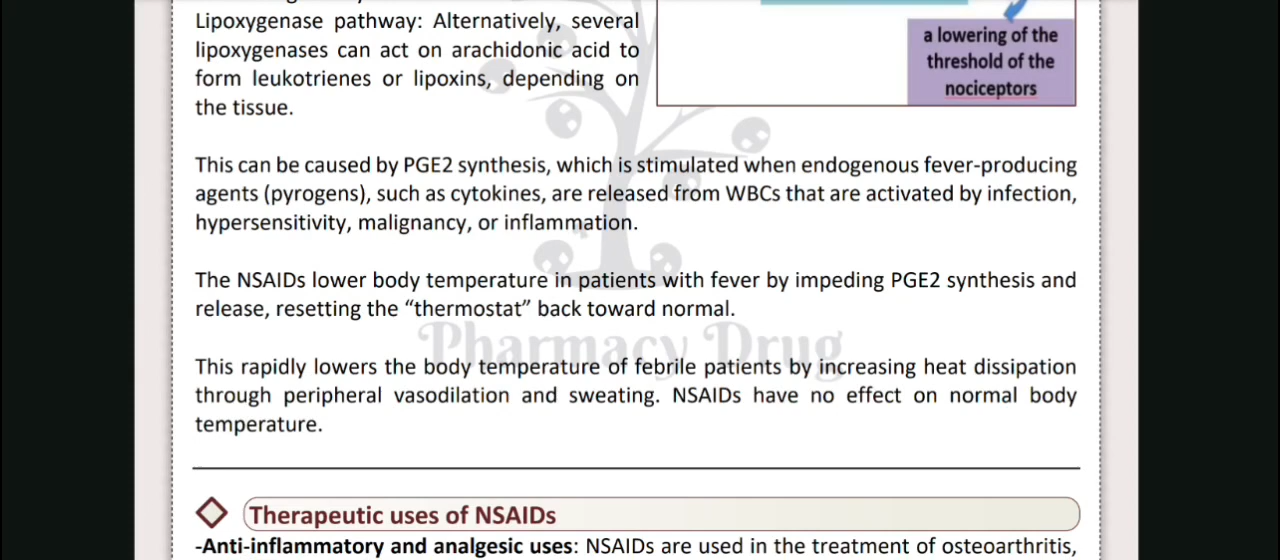 Lipoxygenase pathway: Alternatively, several
lipoxygenases can act on arachidonic acid to
form leukotrienes or lipoxins, depending on
the tissue.
a lowering of the
threshold of the
nociceptors
This can be caused by PGE2 synthesis, which is stimulated when endogenous fever-producing
agents (pyrogens), such as cytokines, are released from WBCs that are activated by infection,
hypersensitivity, malignancy, or inflammation.
The NSAIDs lower body temperature in patients with fever by impeding PGE2 synthesis and
release, resetting the “thermostat” back toward normal.
Pharmacy Drug
This rapidly lowers the body temperature of febrile patients by increasing heat dissipation
through peripheral vasodilation and sweating. NSAIDs have no effect on normal body
temperature.
Therapeutic uses of NSAIDs
-Anti-inflammatory and analgesic uses: NSAIDs are used in the treatment of osteoarthritis,